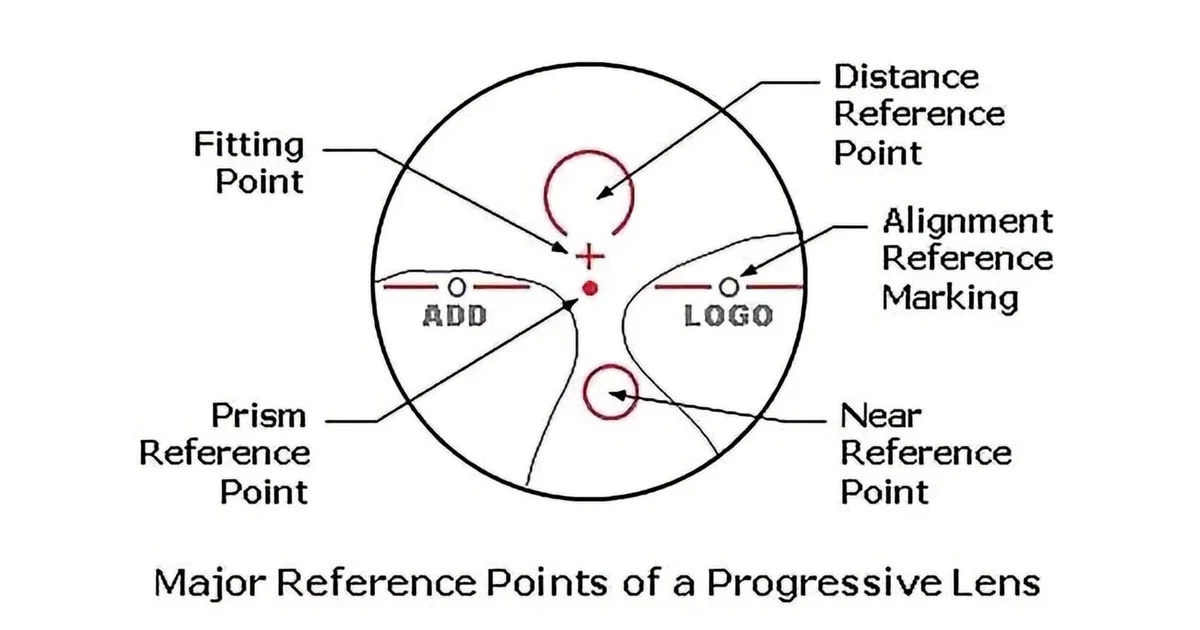 Distance
Reference
Point
Fitting
Point
Alignment
Reference
Marking
ADD
LOGO
Prism
Reference
Point
Near
Reference
Point
Major Reference Points of a Progressive Lens